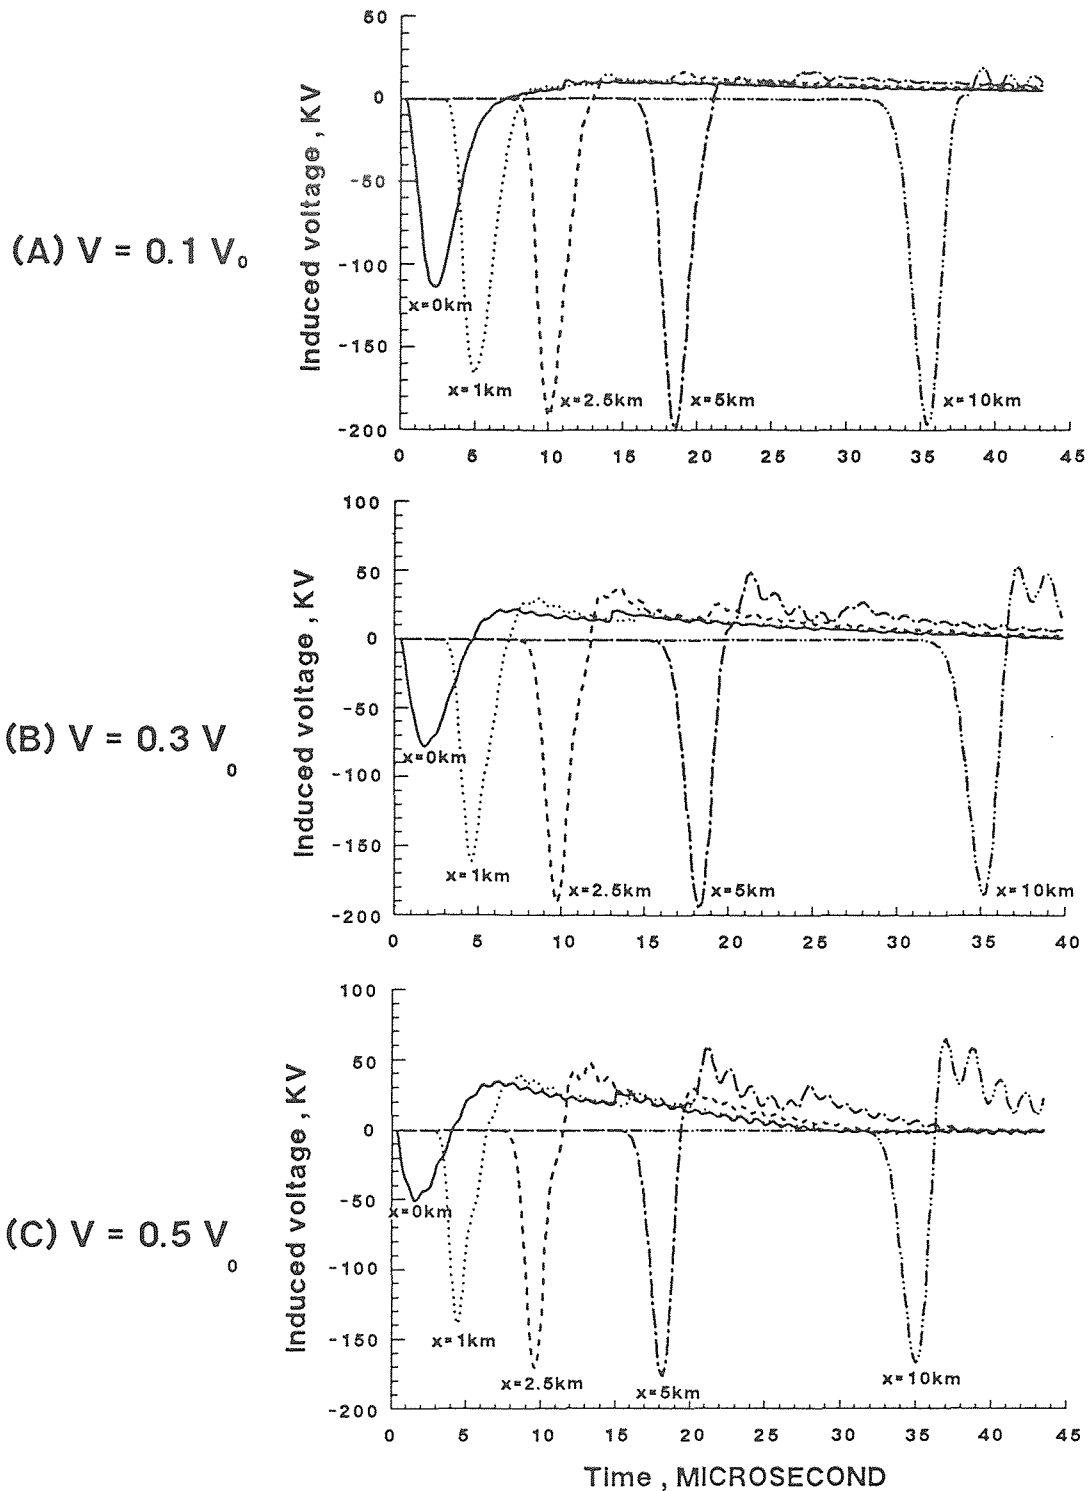 (A) V = 0.1 V₀
Induced voltage , KV
50
0
-50
-100
-150
-200
x=0km
x=1km
x=2.5km
x=5km
x=10km
0 5 10 15 20 25 30 35 40 45
(B) V = 0.3 V₀
Induced voltage , KV
100
50
0
-50
-100
-150
-200
x=0km
x=1km
x=2.5km
x=5km
x=10km
0 5 10 15 20 25 30 35 40
(C) V = 0.5 V₀
Induced voltage , KV
100
50
0
-50
-100
-150
-200
x=0km
x=1km
x=2.5km
x=5km
x=10km
0 5 10 15 20 25 30 35 40 45
Time , MICROSECOND